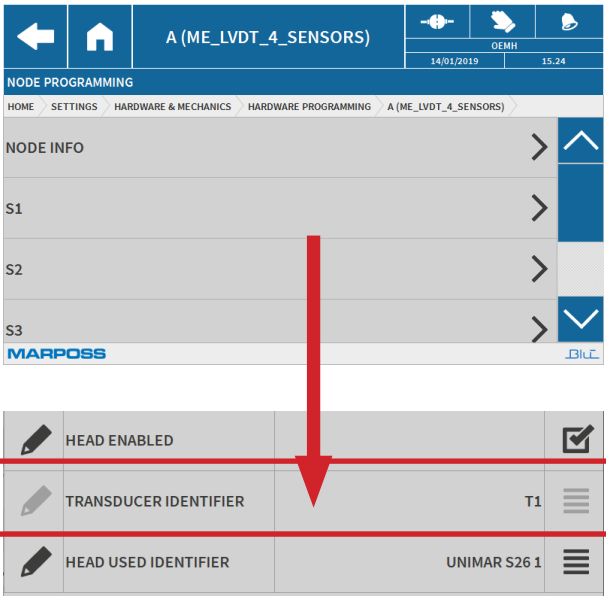 A (ME_LVDT_4_SENSORS)
OEMH
14/01/2019 15.24
NODE PROGRAMMING
HOME SETTINGS HARDWARE & MECHANICS HARDWARE PROGRAMMING A (ME_LVDT_4_SENSORS)
NODE INFO
S1
S2
S3
MARPOSS BLÚ
HEAD ENABLED
TRANSDUCER IDENTIFIER T1
HEAD USED IDENTIFIER UNIMAR S26 1